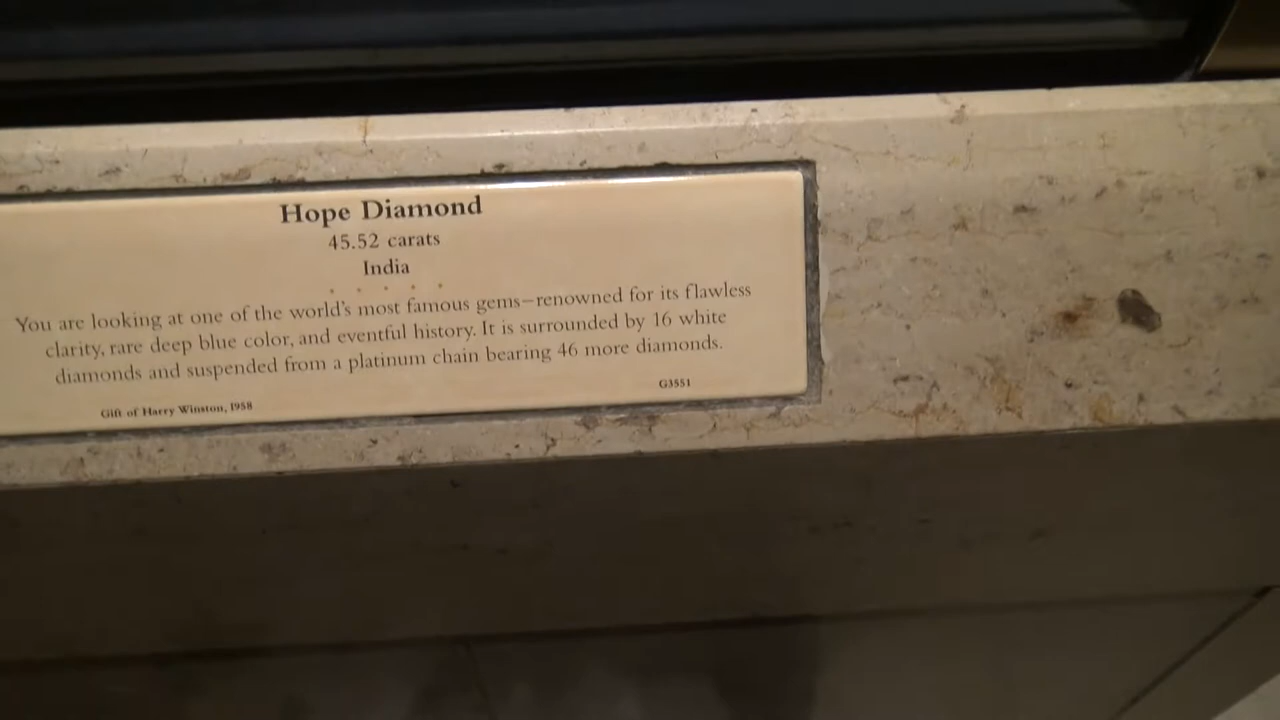 Hope Diamond
45.52 carats
India
You are looking at one of the world's most famous gems–renowned for its flawless
clarity, rare deep blue color, and eventful history. It is surrounded by 16 white
diamonds and suspended from a platinum chain bearing 46 more diamonds.
G3551
Gift of Harry Winston, 1958